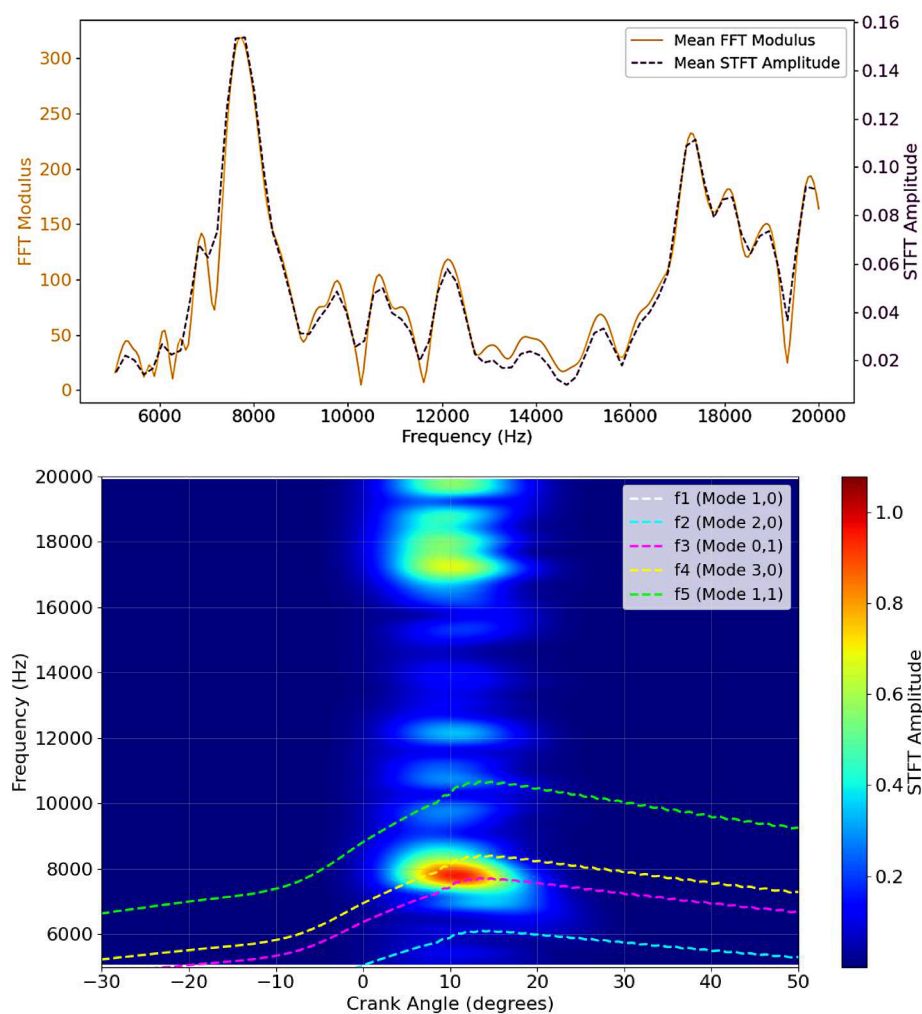 Mean FFT Modulus
Mean STFT Amplitude
FFT Modulus
300
250
200
150
100
50
0
0.16
0.14
0.12
0.10
0.08
0.06
0.04
0.02
STFT Amplitude
6000 8000 10000 12000 14000 16000 18000 20000
Frequency (Hz)
f1 (Mode 1,0)
f2 (Mode 2,0)
f3 (Mode 0,1)
f4 (Mode 3,0)
f5 (Mode 1,1)
Frequency (Hz)
20000
18000
16000
14000
12000
10000
8000
6000
−30 −20 −10 0 10 20 30 40 50
Crank Angle (degrees)
1.0
0.8
0.6
0.4
0.2
STFT Amplitude